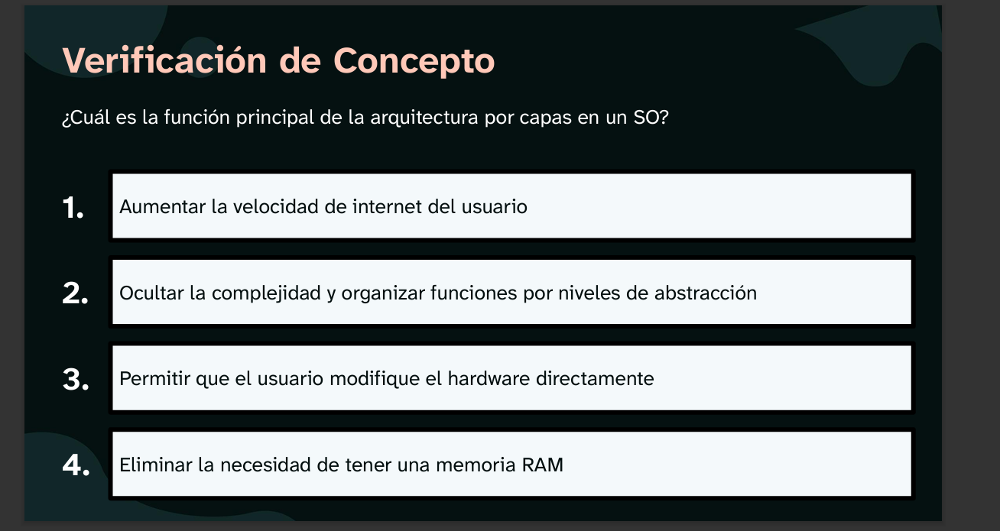 Verificación de Concepto
¿Cuál es la función principal de la arquitectura por capas en un SO?
1. Aumentar la velocidad de internet del usuario
2. Ocultar la complejidad y organizar funciones por niveles de abstracción
3. Permitir que el usuario modifique el hardware directamente
4. Eliminar la necesidad de tener una memoria RAM